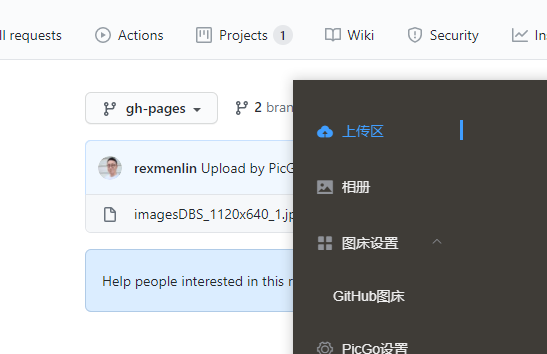 ll requests
Actions
Projects 1
Wiki
Security
gh-pages
2 bran
rexmenlin Upload by PicG
imagesDBS_1120x640_1.jp
Help people interested in this r
上传区
相册
图床设置
GitHub图床
PicGo设置